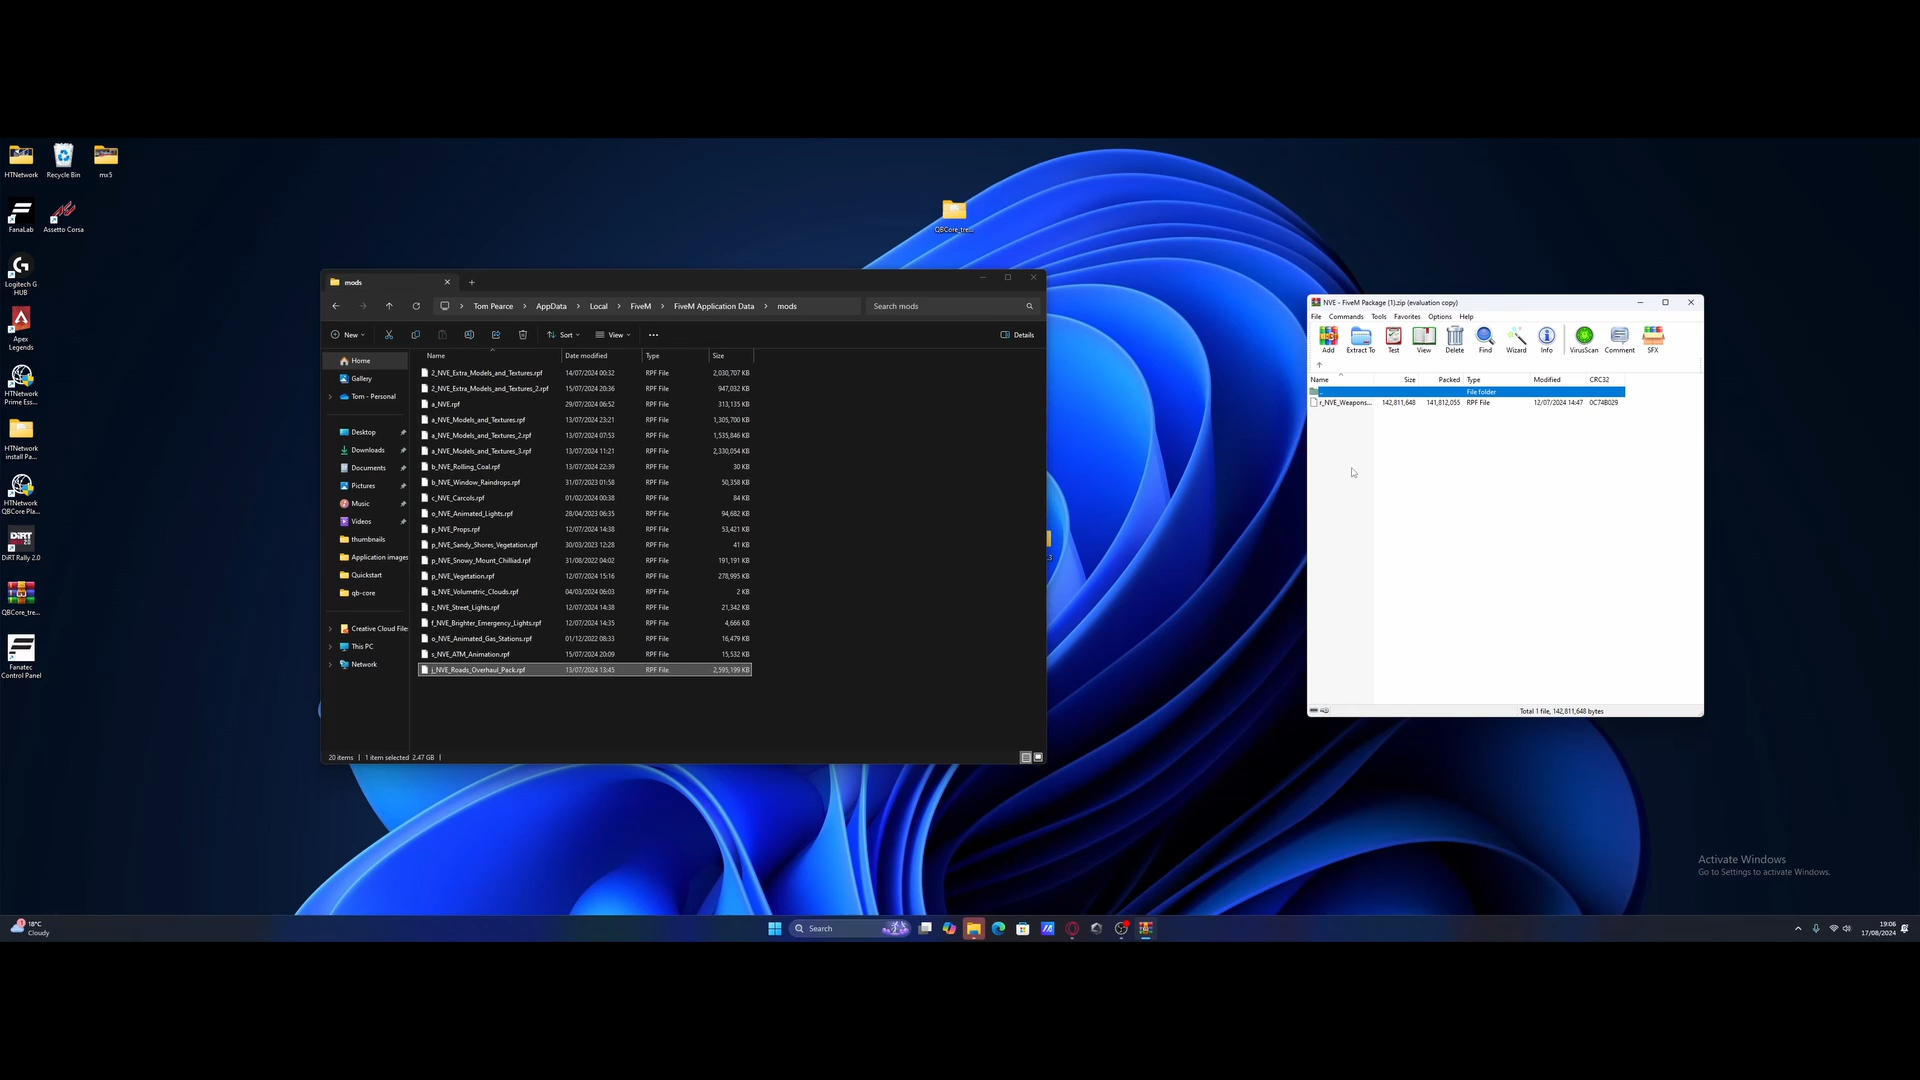 HTNetwork
Recycle Bin
mx5
FanaLab
Assetto Corsa
Logitech G
HUB
Apex
Legends
HTNetwork
Prime Ess...
HTNetwork
install Pa...
HTNetwork
QBCore Pla...
DiRT Rally 2.0
QBCore_tre...
Fanatec
Control Panel
QBCore_tre...
mods
Tom Pearce > AppData > Local > FiveM > FiveM Application Data > mods
Search mods
New
Sort
View
Details
Home
Gallery
Tom - Personal
Desktop
Downloads
Documents
Pictures
Music
Videos
thumbnails
Application images
Quickstart
qb-core
Creative Cloud File
This PC
Network
Name Date modified Type Size
2_NVE_Extra_Models_and_Textures.rpf 14/07/2024 00:32 RPF File 2,030,707 KB
2_NVE_Extra_Models_and_Textures_2.rpf 15/07/2024 20:36 RPF File 947,032 KB
a_NVE.rpf 29/07/2024 06:52 RPF File 313,135 KB
a_NVE_Models_and_Textures.rpf 13/07/2024 23:21 RPF File 1,305,700 KB
a_NVE_Models_and_Textures_2.rpf 13/07/2024 07:53 RPF File 1,535,846 KB
a_NVE_Models_and_Textures_3.rpf 13/07/2024 11:21 RPF File 2,330,054 KB
b_NVE_Rolling_Coal.rpf 13/07/2024 22:39 RPF File 30 KB
b_NVE_Window_Raindrops.rpf 31/07/2023 01:58 RPF File 50,358 KB
c_NVE_Carcols.rpf 01/02/2024 00:38 RPF File 84 KB
o_NVE_Animated_Lights.rpf 28/04/2023 06:35 RPF File 94,682 KB
p_NVE_Props.rpf 12/07/2024 14:38 RPF File 53,421 KB
p_NVE_Sandy_Shores_Vegetation.rpf 30/03/2023 12:28 RPF File 41 KB
p_NVE_Snowy_Mount_Chilliad.rpf 31/08/2022 04:02 RPF File 191,191 KB
p_NVE_Vegetation.rpf 12/07/2024 15:16 RPF File 278,995 KB
q_NVE_Volumetric_Clouds.rpf 04/03/2024 06:03 RPF File 2 KB
z_NVE_Street_Lights.rpf 12/07/2024 14:38 RPF File 21,342 KB
f_NVE_Brighter_Emergency_Lights.rpf 12/07/2024 14:35 RPF File 4,666 KB
o_NVE_Animated_Gas_Stations.rpf 01/12/2022 08:33 RPF File 16,479 KB
s_NVE_ATM_Animation.rpf 15/07/2024 20:09 RPF File 15,532 KB
j_NVE_Roads_Overhaul_Pack.rpf 13/07/2024 13:45 RPF File 2,595,199 KB
20 items | 1 item selected 2.47 GB |
NVE - FiveM Package (1).zip (evaluation copy)
File Commands Tools Favorites Options Help
Add Extract To Test View Delete Find Wizard Info VirusScan Comment SFX
Name Size Packed Type Modified CRC32
.. File folder
r_NVE_Weapons... 142,811,648 141,812,055 RPF File 12/07/2024 14:47 0C74B029
Total 1 file, 142,811,648 bytes
Activate Windows
Go to Settings to activate Windows.
1
18°C
Cloudy
Search
19:06
17/08/2024